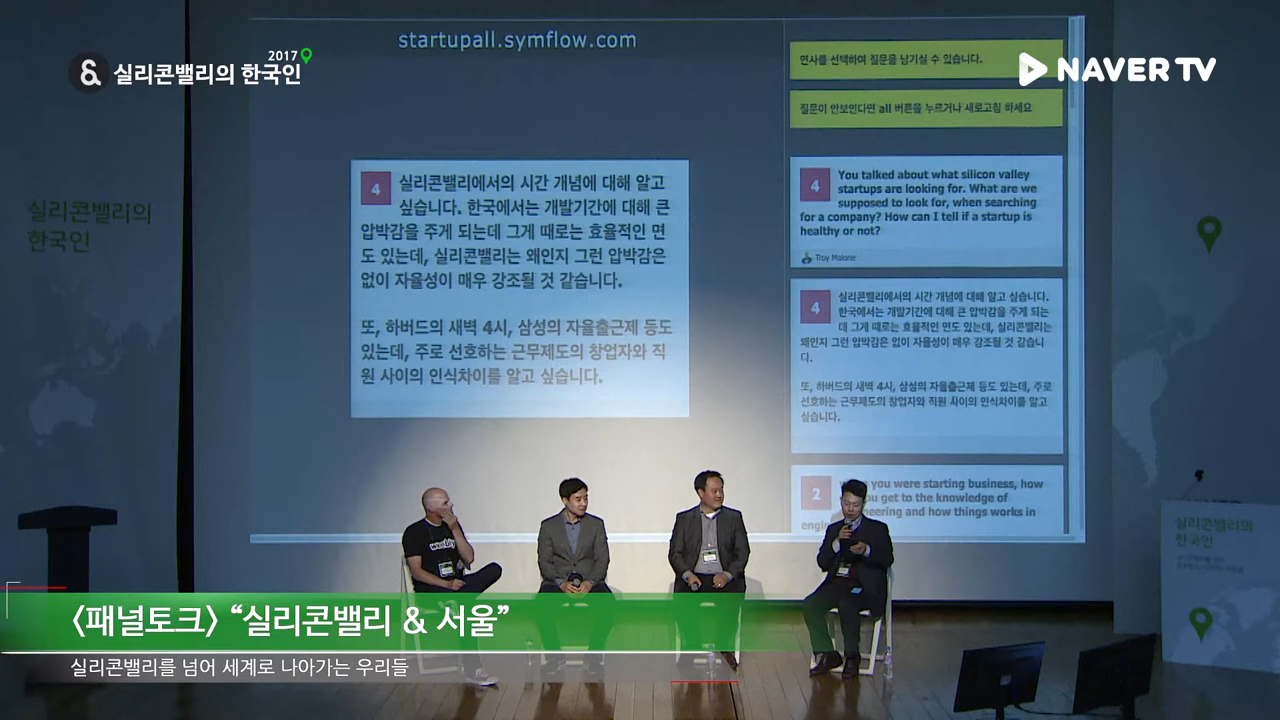 startupall.symflow.com
2017
& 실리콘밸리의 한국인
NAVER TV
연사를 선택하여 질문을 남기실 수 있습니다.
질문이 안보인다면 all 버튼을 누르거나 새로고침 하세요
실리콘밸리의
한국인
4 실리콘밸리에서의 시간 개념에 대해 알고
싶습니다. 한국에서는 개발기간에 대해 큰
압박감을 주게 되는데 그게 때로는 효율적인 면
도 있는데, 실리콘밸리는 왜인지 그런 압박감은
없이 자율성이 매우 강조될 것 같습니다.
또, 하버드의 새벽 4시, 삼성의 자율출근제 등도
있는데, 주로 선호하는 근무제도의 창업자와 직
원 사이의 인식차이를 알고 싶습니다.
4 You talked about what silicon valley
startups are looking for. What are we
supposed to look for, when searching
for a company? How can I tell if a startup is
healthy or not?
Troy Malone
4 실리콘밸리에서의 시간 개념에 대해 알고 싶습니다.
한국에서는 개발기간에 대해 큰 압박감을 주게 되는
데 그게 때로는 효율적인 면도 있는데, 실리콘밸리는
왜인지 그런 압박감은 없이 자율성이 매우 강조될 것 같습니
다.
또, 하버드의 새벽 4시, 삼성의 자율출근제 등도 있는데, 주로
선호하는 근무제도의 창업자와 직원 사이의 인식차이를 알고
싶습니다.
2 you were starting business, how
you get to the knowledge of
and how things works in
weebly
실리콘밸리의
한국인
<패널토크> “실리콘밸리 & 서울”
실리콘밸리를 넘어 세계로 나아가는 우리들